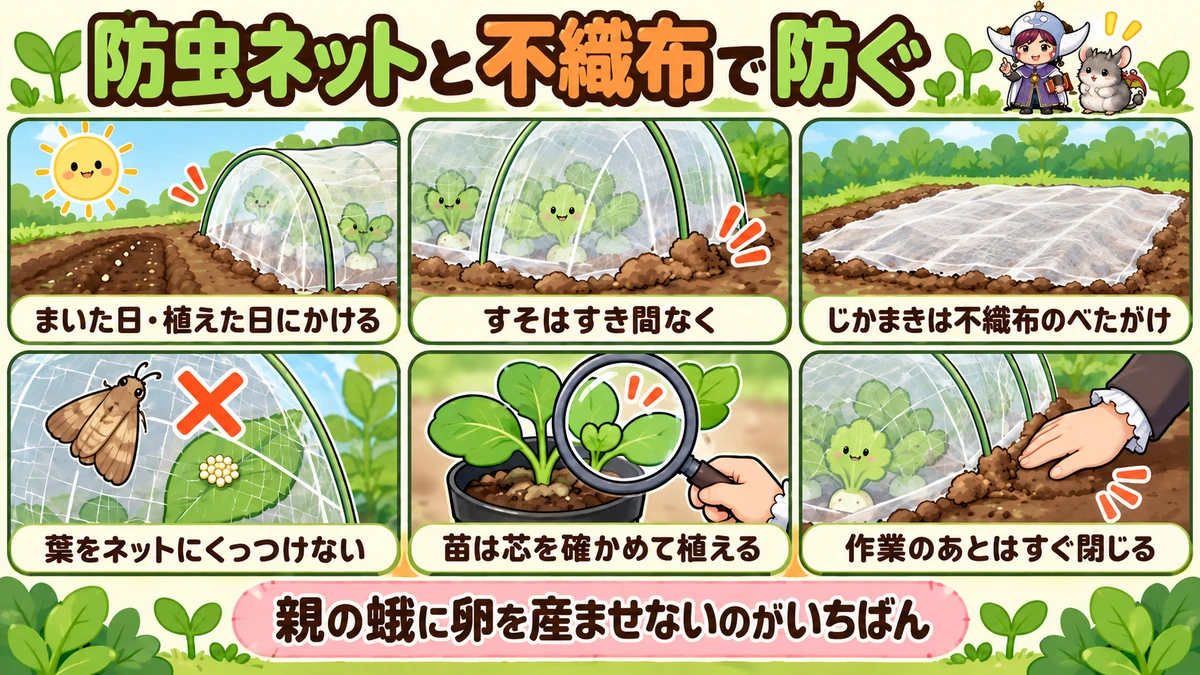 防虫ネットと不織布で防ぐ
まいた日・植えた日にかける
すそはすき間なく
じかまきは不織布のべたがけ
葉をネットにくっつけない
苗は芯を確かめて植える
作業のあとはすぐ閉じる
親の蛾に卵を産ませないのがいちばん